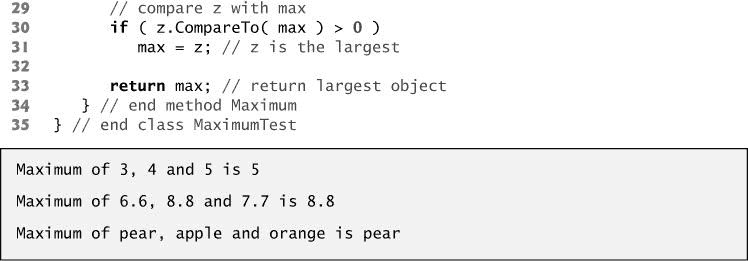 29 // compare z with max
30 if ( z.CompareTo( max ) > 0 )
31 max = z; // z is the largest
32
33 return max; // return largest object
34 } // end method Maximum
35 } // end class MaximumTest
Maximum of 3, 4 and 5 is 5
Maximum of 6.6, 8.8 and 7.7 is 8.8
Maximum of pear, apple and orange is pear